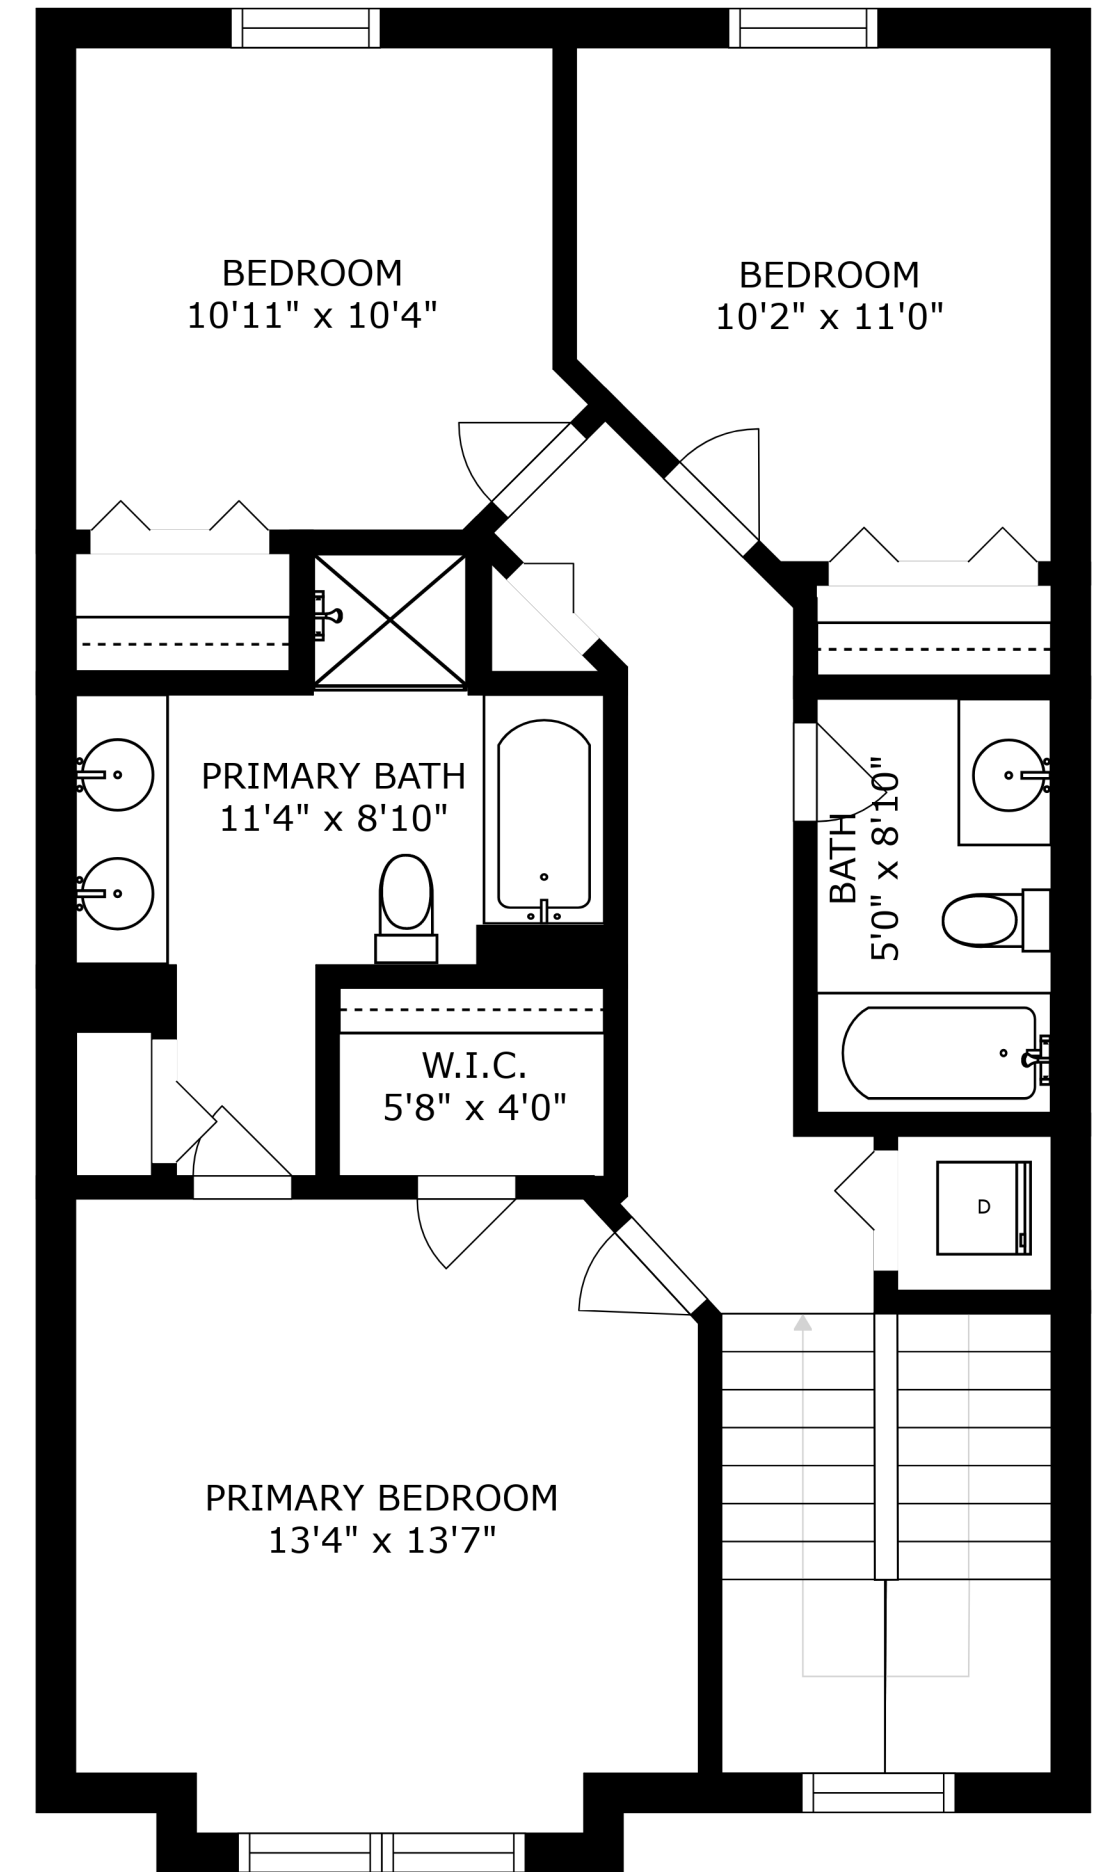 BEDROOM
10'11" x 10'4"
BEDROOM
10'2" x 11'0"
PRIMARY BATH
11'4" x 8'10"
BATH
5'0" x 8'10"
W.I.C.
5'8" x 4'0"
D
PRIMARY BEDROOM
13'4" x 13'7"